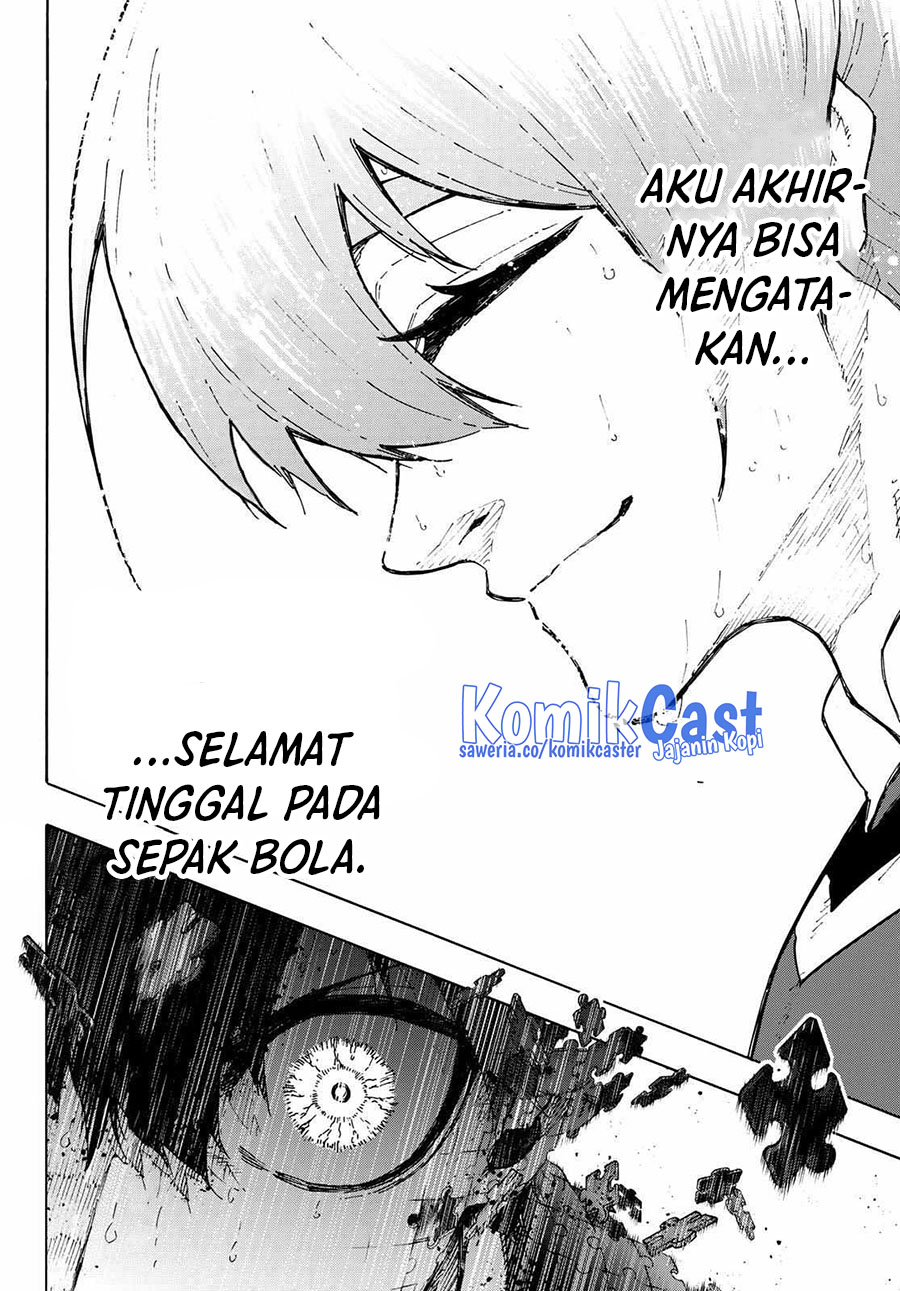 AKU AKHIR-
NYA BISA
MENGATA-
KAN...
KomikCast
saweria.co/komikcaster Jajanin Kopi
...SELAMAT
TINGGAL PADA
SEPAK BOLA.